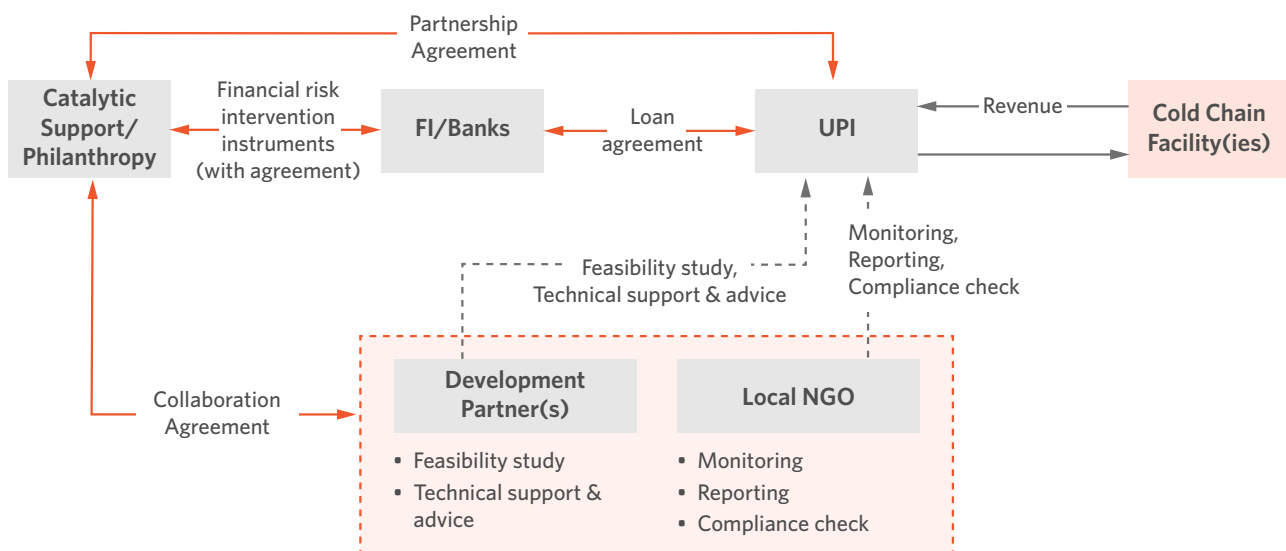 Partnership
Agreement
Catalytic
Support/
Philanthropy
Financial risk
intervention
instruments
(with agreement)
FI/Banks
Loan
agreement
UPI
Revenue
Cold Chain
Facility(ies)
Feasibility study,
Technical support & advice
Monitoring,
Reporting,
Compliance check
Collaboration
Agreement
Development
Partner(s)
▪ Feasibility study
▪ Technical support &
advice
Local NGO
▪ Monitoring
▪ Reporting
▪ Compliance check